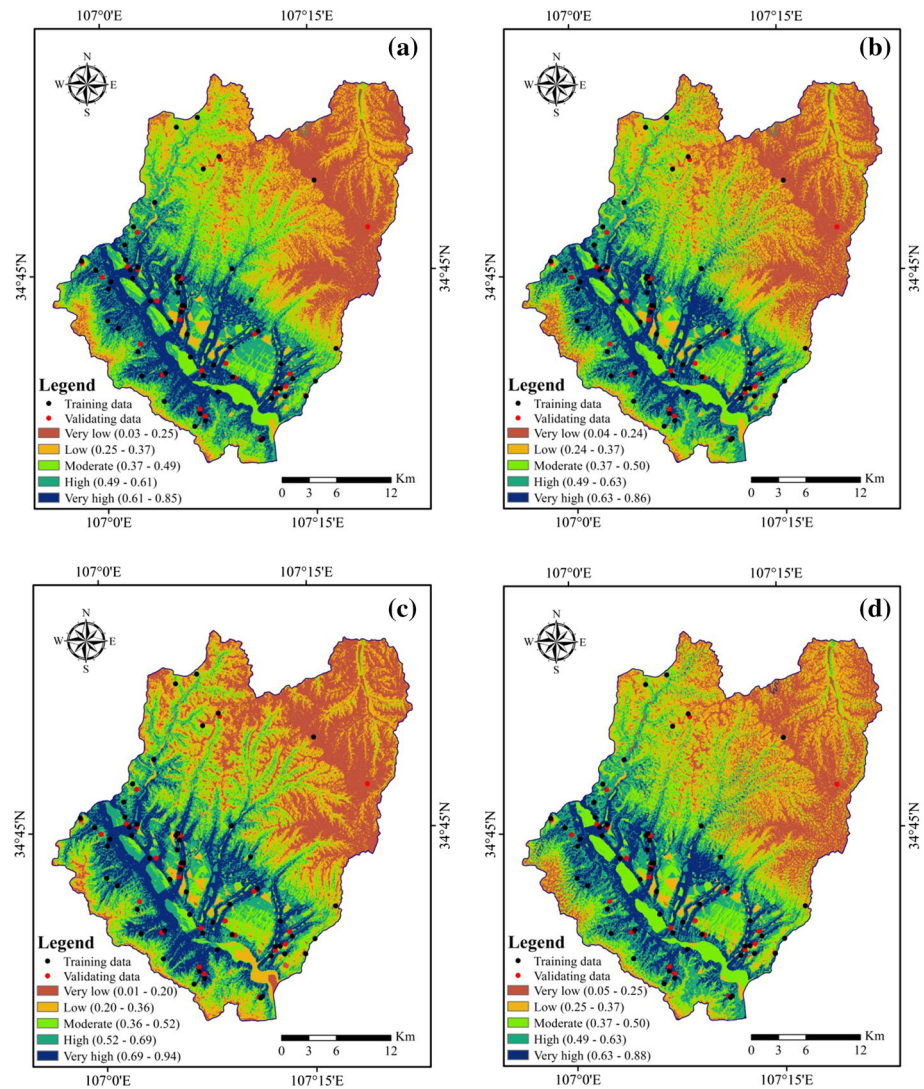 107°0'E 107°15'E
(a)
N
W E
S
34°45'N
34°45'N
Legend
Training data
Validating data
Very low (0.03 - 0.25)
Low (0.25 - 0.37)
Moderate (0.37 - 0.49)
High (0.49 - 0.61)
Very high (0.61 - 0.85)
Km
0 3 6 12
107°0'E 107°15'E
107°0'E 107°15'E
(b)
N
W E
S
34°45'N
Legend
Training data
Validating data
Very low (0.04 - 0.24)
Low (0.24 - 0.37)
Moderate (0.37 - 0.50)
High (0.49 - 0.63)
Very high (0.63 - 0.86)
Km
0 3 6 12
107°0'E 107°15'E
107°0'E 107°15'E
(c)
N
W E
S
34°45'N
34°45'N
Legend
Training data
Validating data
Very low (0.01 - 0.20)
Low (0.20 - 0.36)
Moderate (0.36 - 0.52)
High (0.52 - 0.69)
Very high (0.69 - 0.94)
Km
0 3 6 12
107°0'E 107°15'E
107°0'E 107°15'E
(d)
N
W E
S
34°45'N
Legend
Training data
Validating data
Very low (0.05 - 0.25)
Low (0.25 - 0.37)
Moderate (0.37 - 0.50)
High (0.49 - 0.63)
Very high (0.63 - 0.88)
Km
0 3 6 12
107°0'E 107°15'E